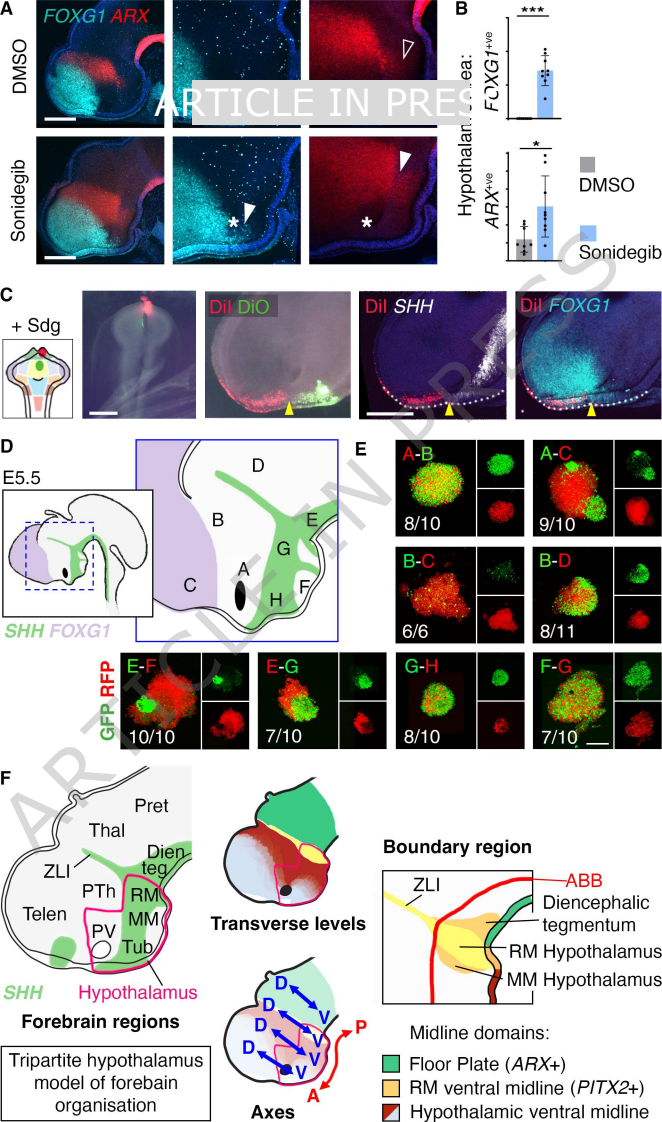 A
FOXG1 ARX
DMSO
Sonidegib
*
*
B
Hypothalamic area:
FOXG1+ve
***
ARX+ve
*
DMSO
Sonidegib
ARTICLE IN PRESS
C
+ Sdg
DiI DiO
DiI SHH
DiI FOXG1
D
E5.5
SHH FOXG1
D
B
E
G
A
F
C
H
E
A-B
8/10
A-C
9/10
B-C
6/6
B-D
8/11
GFP RFP
E-F
10/10
E-G
7/10
G-H
8/10
F-G
7/10
ARTICLE IN PRESS
F
Pret
Thal
Dien
teg
ZLI
PTh
RM
Telen
MM
PV
Tub
SHH
Hypothalamus
Forebrain regions
Tripartite hypothalamus
model of forebain
organisation
Transverse levels
D
V
D
V
D
V
D
V
P
A
Axes
Boundary region
ZLI
ABB
Diencephalic
tegmentum
RM Hypothalamus
MM Hypothalamus
Midline domains:
Floor Plate (ARX+)
RM ventral midline (PITX2+)
Hypothalamic ventral midline